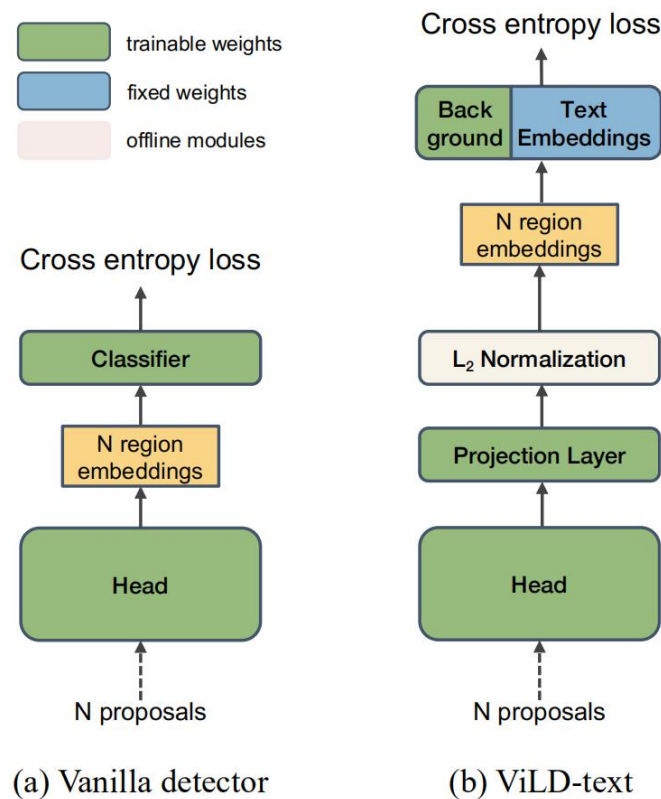 trainable weights
fixed weights
offline modules
Cross entropy loss
Classifier
N region
embeddings
Head
N proposals
(a) Vanilla detector
Cross entropy loss
Back
ground
Text
Embeddings
N region
embeddings
L₂ Normalization
Projection Layer
Head
N proposals
(b) ViLD-text